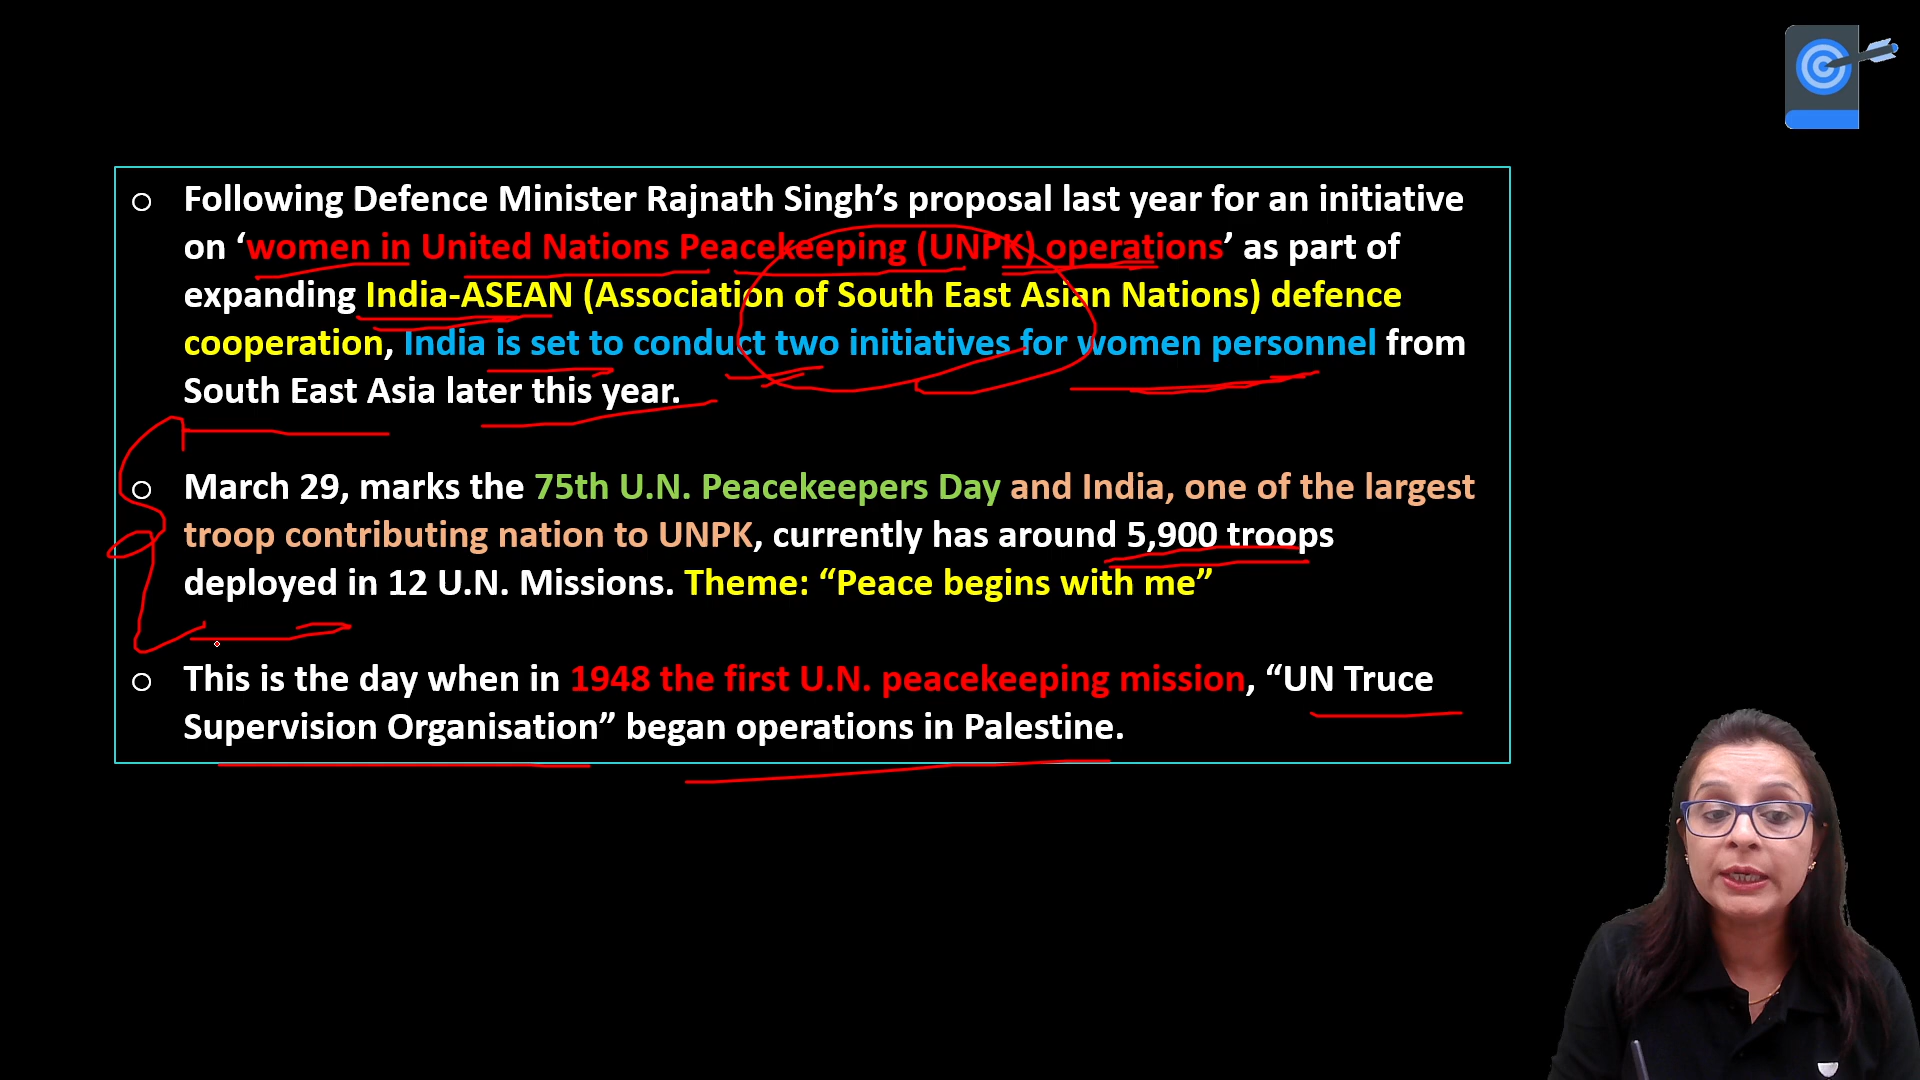 Following Defence Minister Rajnath Singh’s proposal last year for an initiative
on ‘women in United Nations Peacekeeping (UNPK) operations’ as part of
expanding India-ASEAN (Association of South East Asian Nations) defence
cooperation, India is set to conduct two initiatives for women personnel from
South East Asia later this year.
March 29, marks the 75th U.N. Peacekeepers Day and India, one of the largest
troop contributing nation to UNPK, currently has around 5,900 troops
deployed in 12 U.N. Missions. Theme: “Peace begins with me”
This is the day when in 1948 the first U.N. peacekeeping mission, “UN Truce
Supervision Organisation” began operations in Palestine.